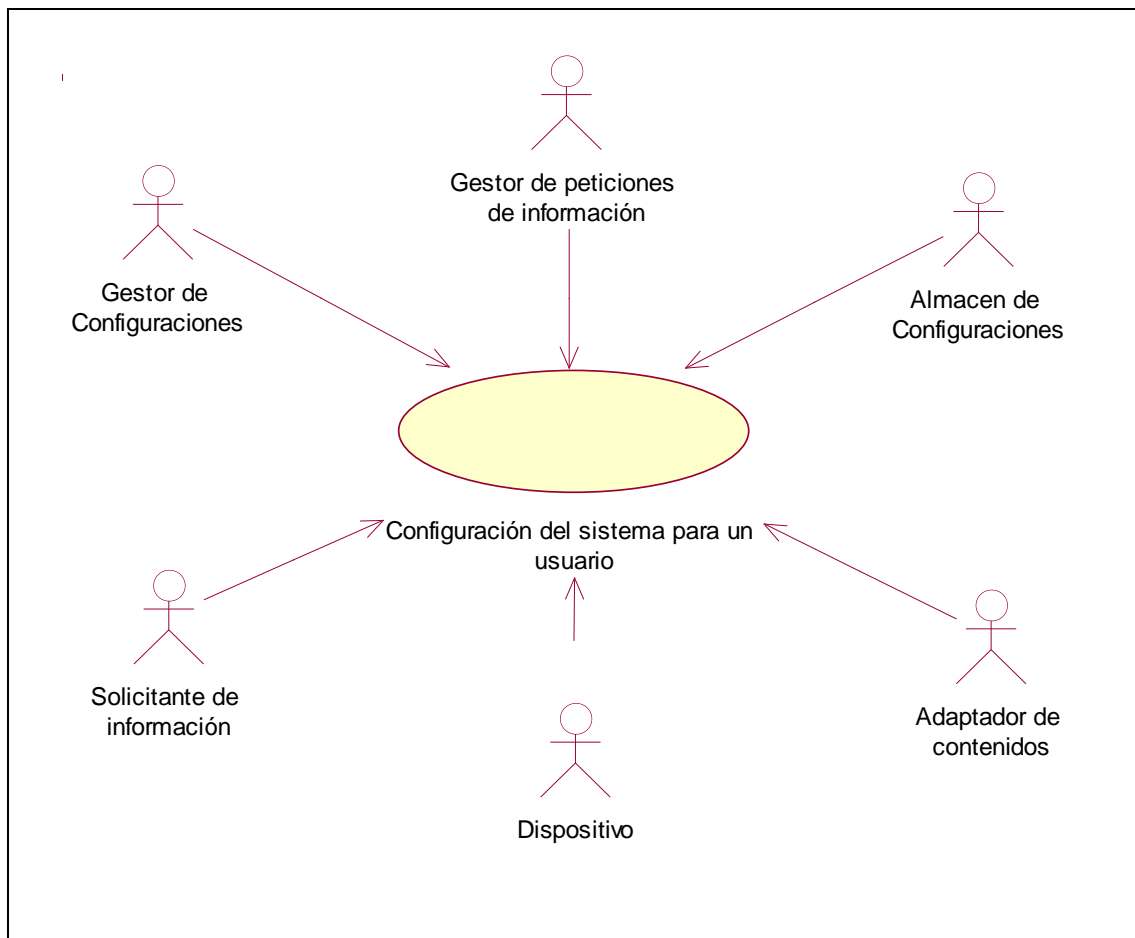 Gestor de peticiones
de información
Gestor de
Configuraciones
Almacen de
Configuraciones
Configuración del sistema para un
usuario
Solicitante de
información
Adaptador de
contenidos
Dispositivo